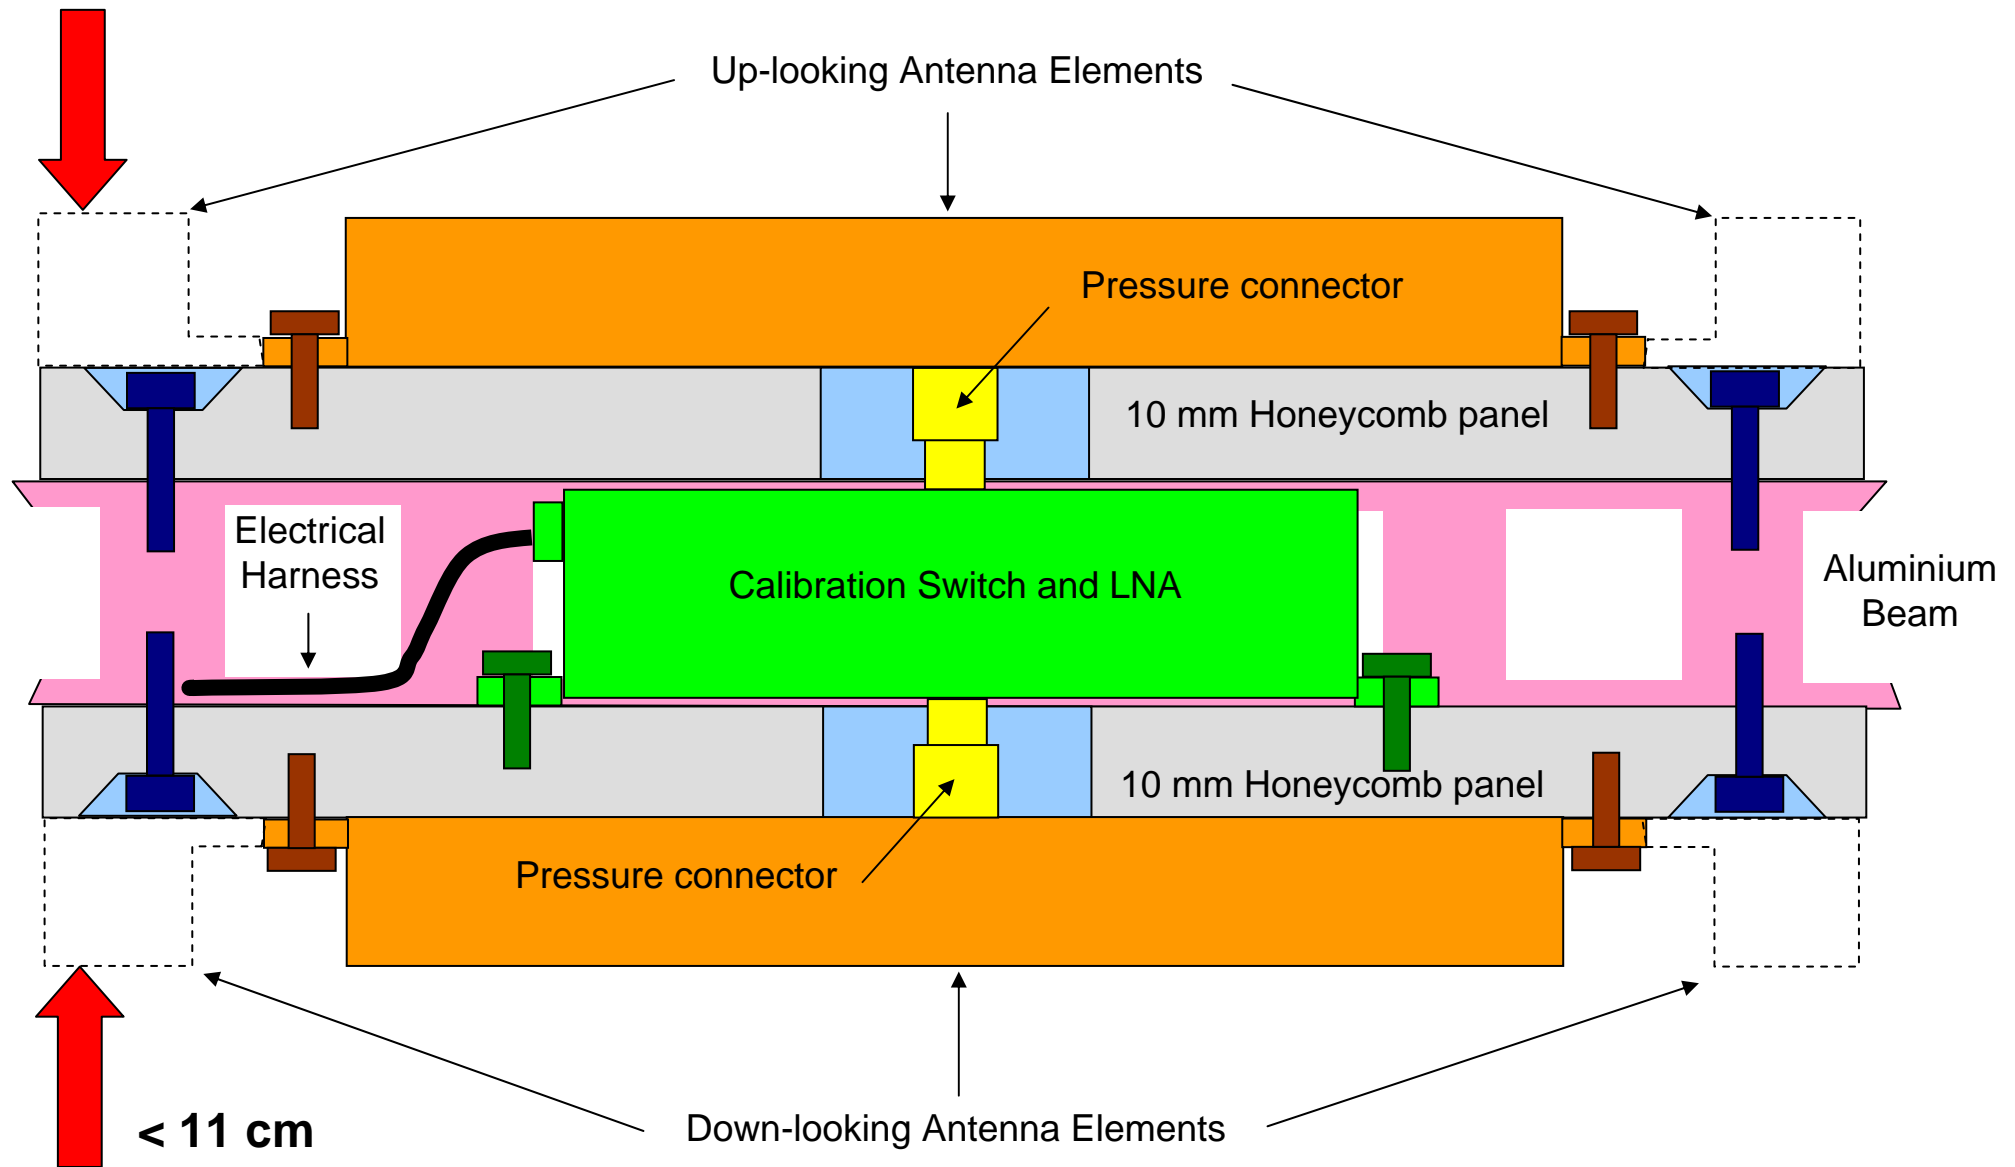 Up-looking Antenna Elements
Pressure connector
10 mm Honeycomb panel
Electrical
Harness
Calibration Switch and LNA
Aluminium
Beam
10 mm Honeycomb panel
Pressure connector
< 11 cm
Down-looking Antenna Elements